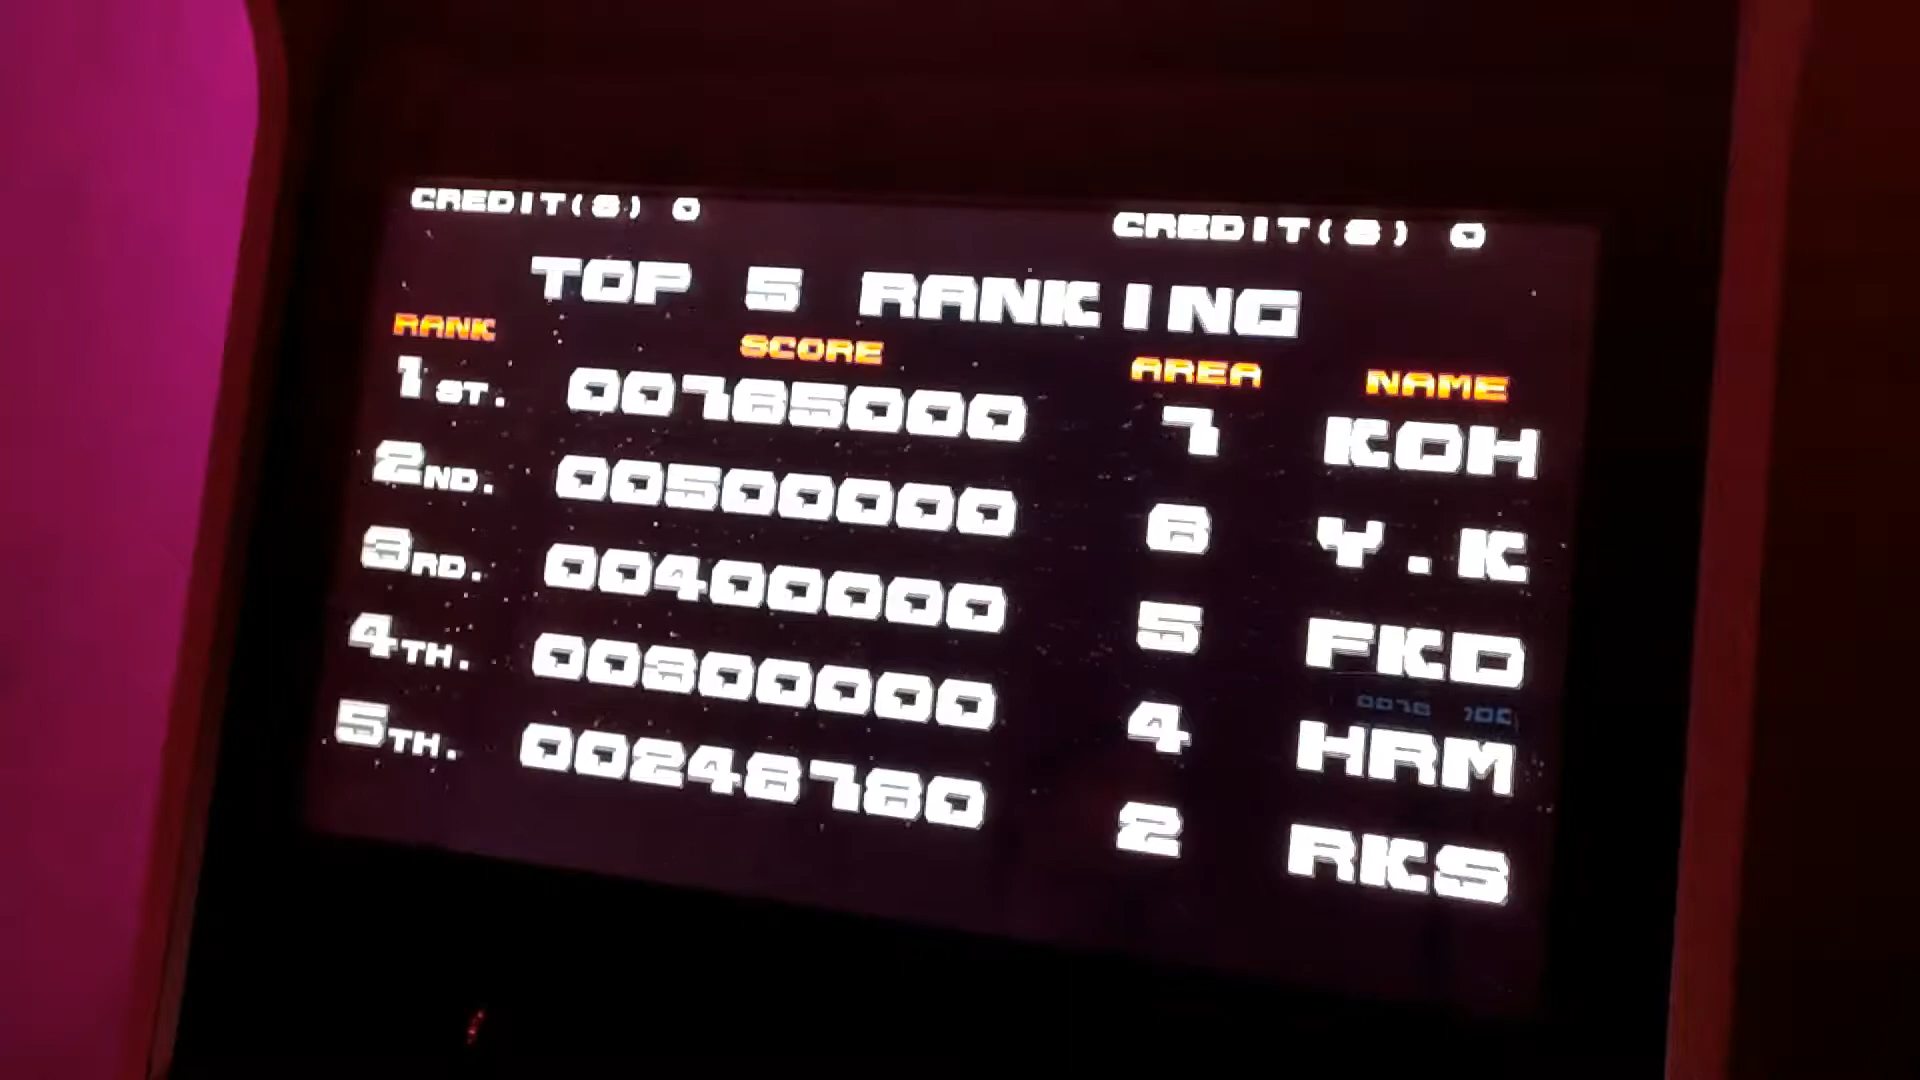 CREDIT(S) 0 CREDIT(S) 0
TOP 5 RANKING
RANK SCORE AREA NAME
1ST. 00765000 7 KOH
2ND. 00500000 6 Y.K
3RD. 00400000 5 FKD
4TH. 00300000 4 HRM
5TH. 00248780 2 RKS